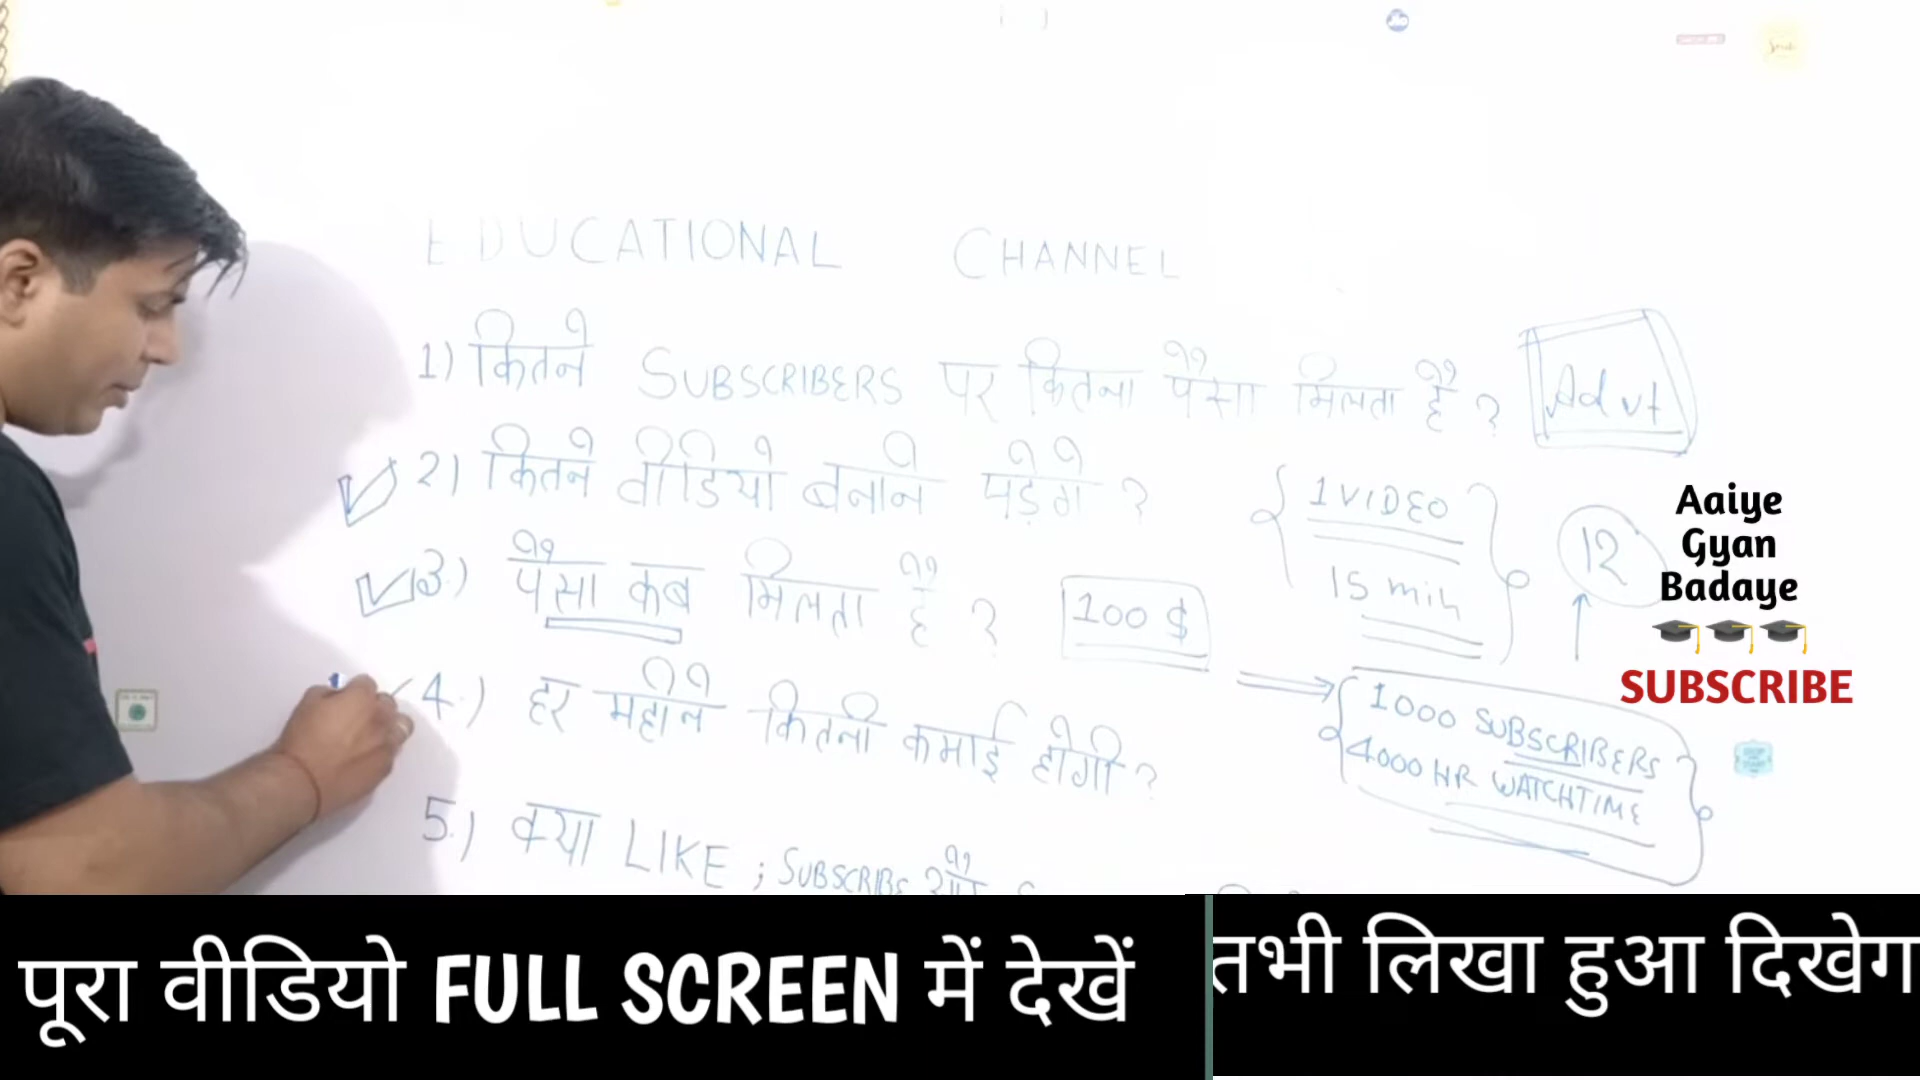 EDUCATIONAL CHANNEL
1) कितने SUBSCRIBERS पर कितना पैसा मिलता है ?
Advt
2) कितने वीडियो बनाने पड़ेगे ?
1 VIDEO
15 min
12
3.) पैसा कब मिलता है ?
100 $
4.) हर महीने कितनी कमाई होगी ?
1000 SUBSCRIBERS
4000 HR WATCHTIME
5.) क्या LIKE ; SUBSCRIBE
Aaiye
Gyan
Badaye
SUBSCRIBE
पूरा वीडियो FULL SCREEN में देखें
तभी लिखा हुआ दिखेग